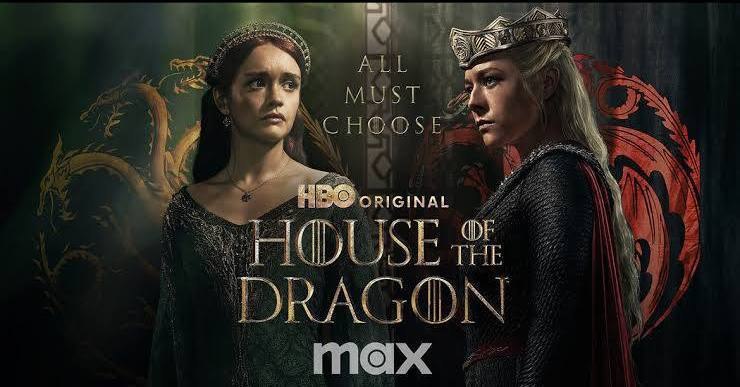 ALL
MUST
CHOOSE
HBO ORIGINAL
HOUSE OF THE
DRAGON
max